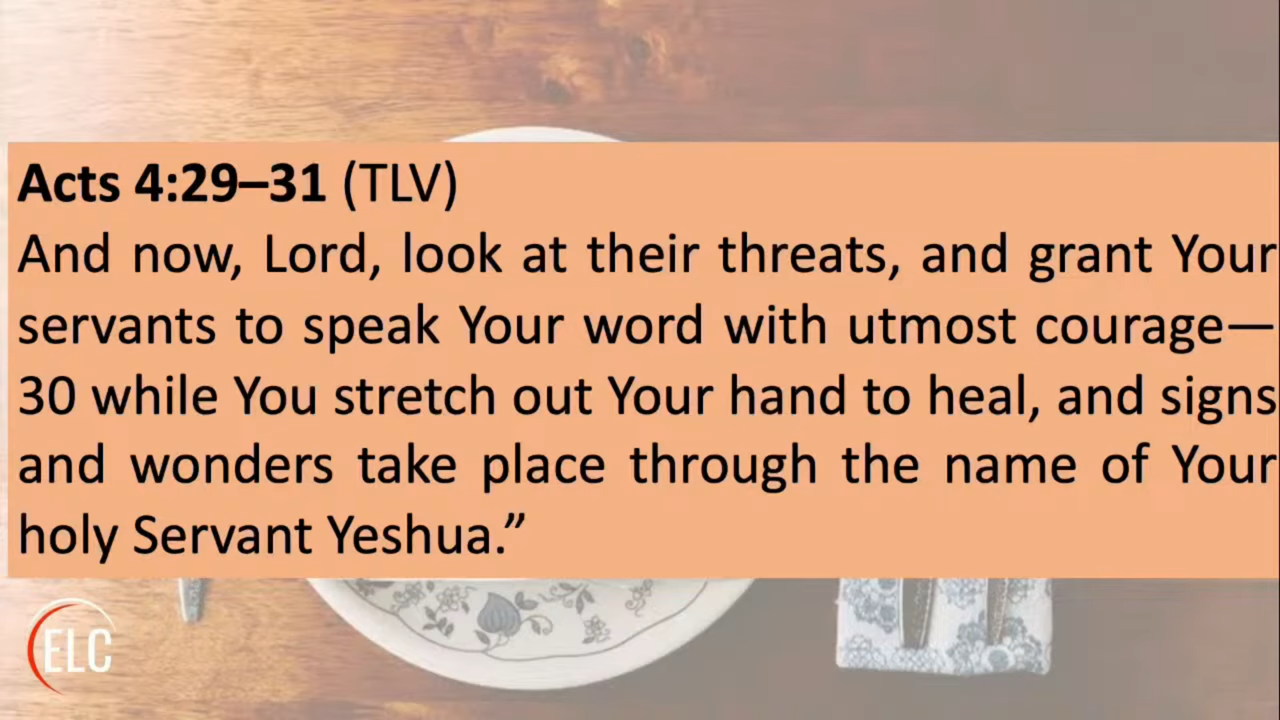 Acts 4:29–31 (TLV)
And now, Lord, look at their threats, and grant Your
servants to speak Your word with utmost courage—
30 while You stretch out Your hand to heal, and signs
and wonders take place through the name of Your
holy Servant Yeshua.”
ELC